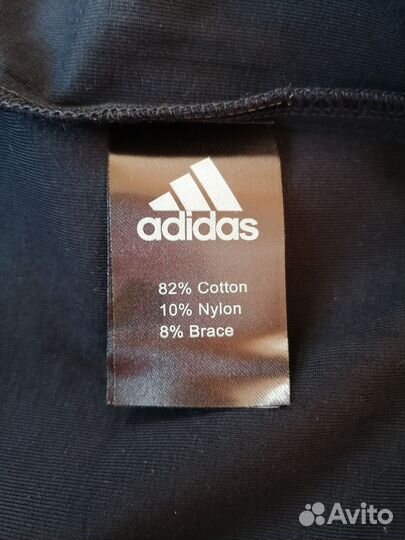 adidas
82% Cotton
10% Nylon
8% Brace
Avito